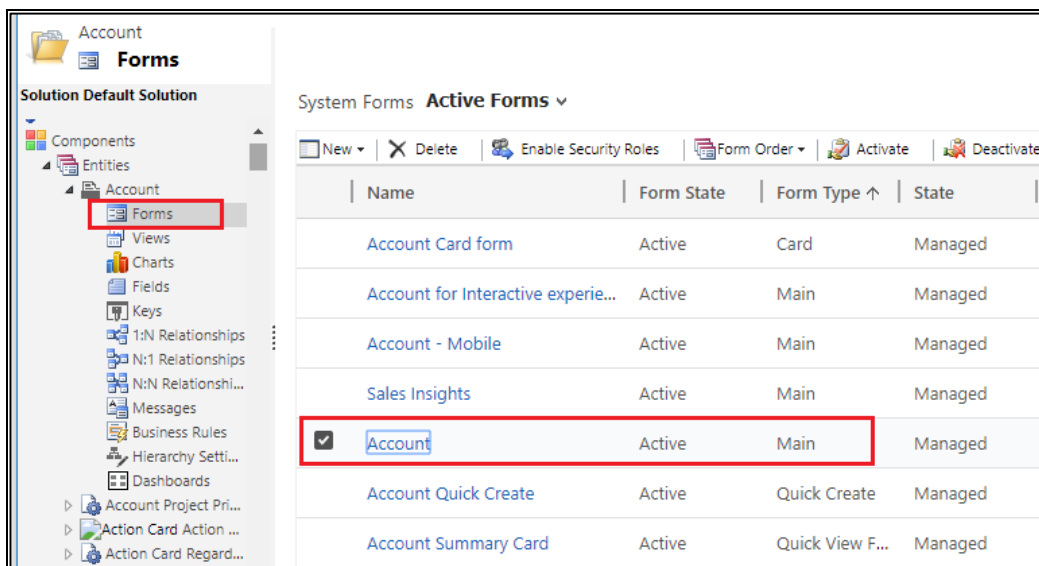 Account
Forms
Solution Default Solution
Components
Entities
Account
Forms
Views
Charts
Fields
Keys
1:N Relationships
N:1 Relationships
N:N Relationshi...
Messages
Business Rules
Hierarchy Setti...
Dashboards
Account Project Pri...
Action Card Action ...
Action Card Regard...
System Forms Active Forms
New Delete Enable Security Roles Form Order Activate Deactivate
Name Form State Form Type State
Account Card form Active Card Managed
Account for Interactive experie... Active Main Managed
Account - Mobile Active Main Managed
Sales Insights Active Main Managed
Account Active Main Managed
Account Quick Create Active Quick Create Managed
Account Summary Card Active Quick View F... Managed